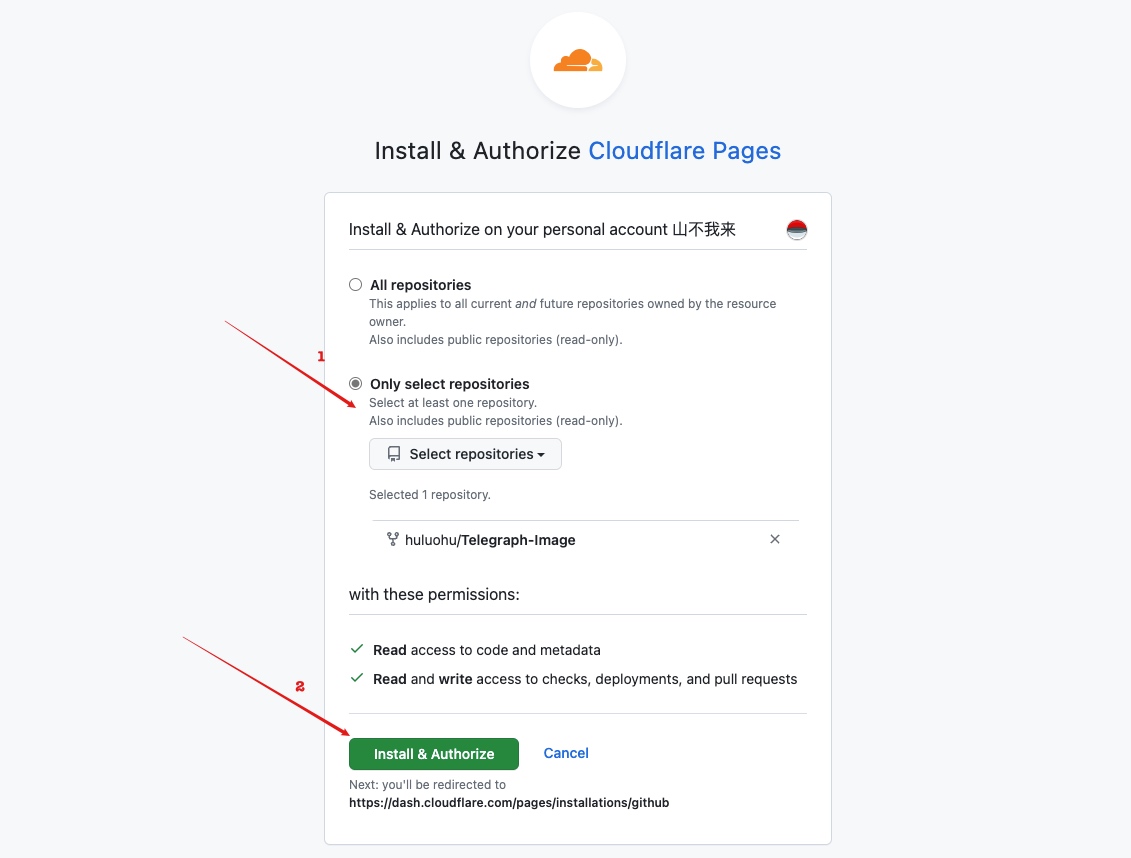 Install & Authorize Cloudflare Pages
Install & Authorize on your personal account 山不我来
All repositories
This applies to all current and future repositories owned by the resource
owner.
Also includes public repositories (read-only).
1
Only select repositories
Select at least one repository.
Also includes public repositories (read-only).
Select repositories
Selected 1 repository.
huluohu/Telegraph-Image
with these permissions:
Read access to code and metadata
Read and write access to checks, deployments, and pull requests
2
Install & Authorize Cancel
Next: you'll be redirected to
https://dash.cloudflare.com/pages/installations/github